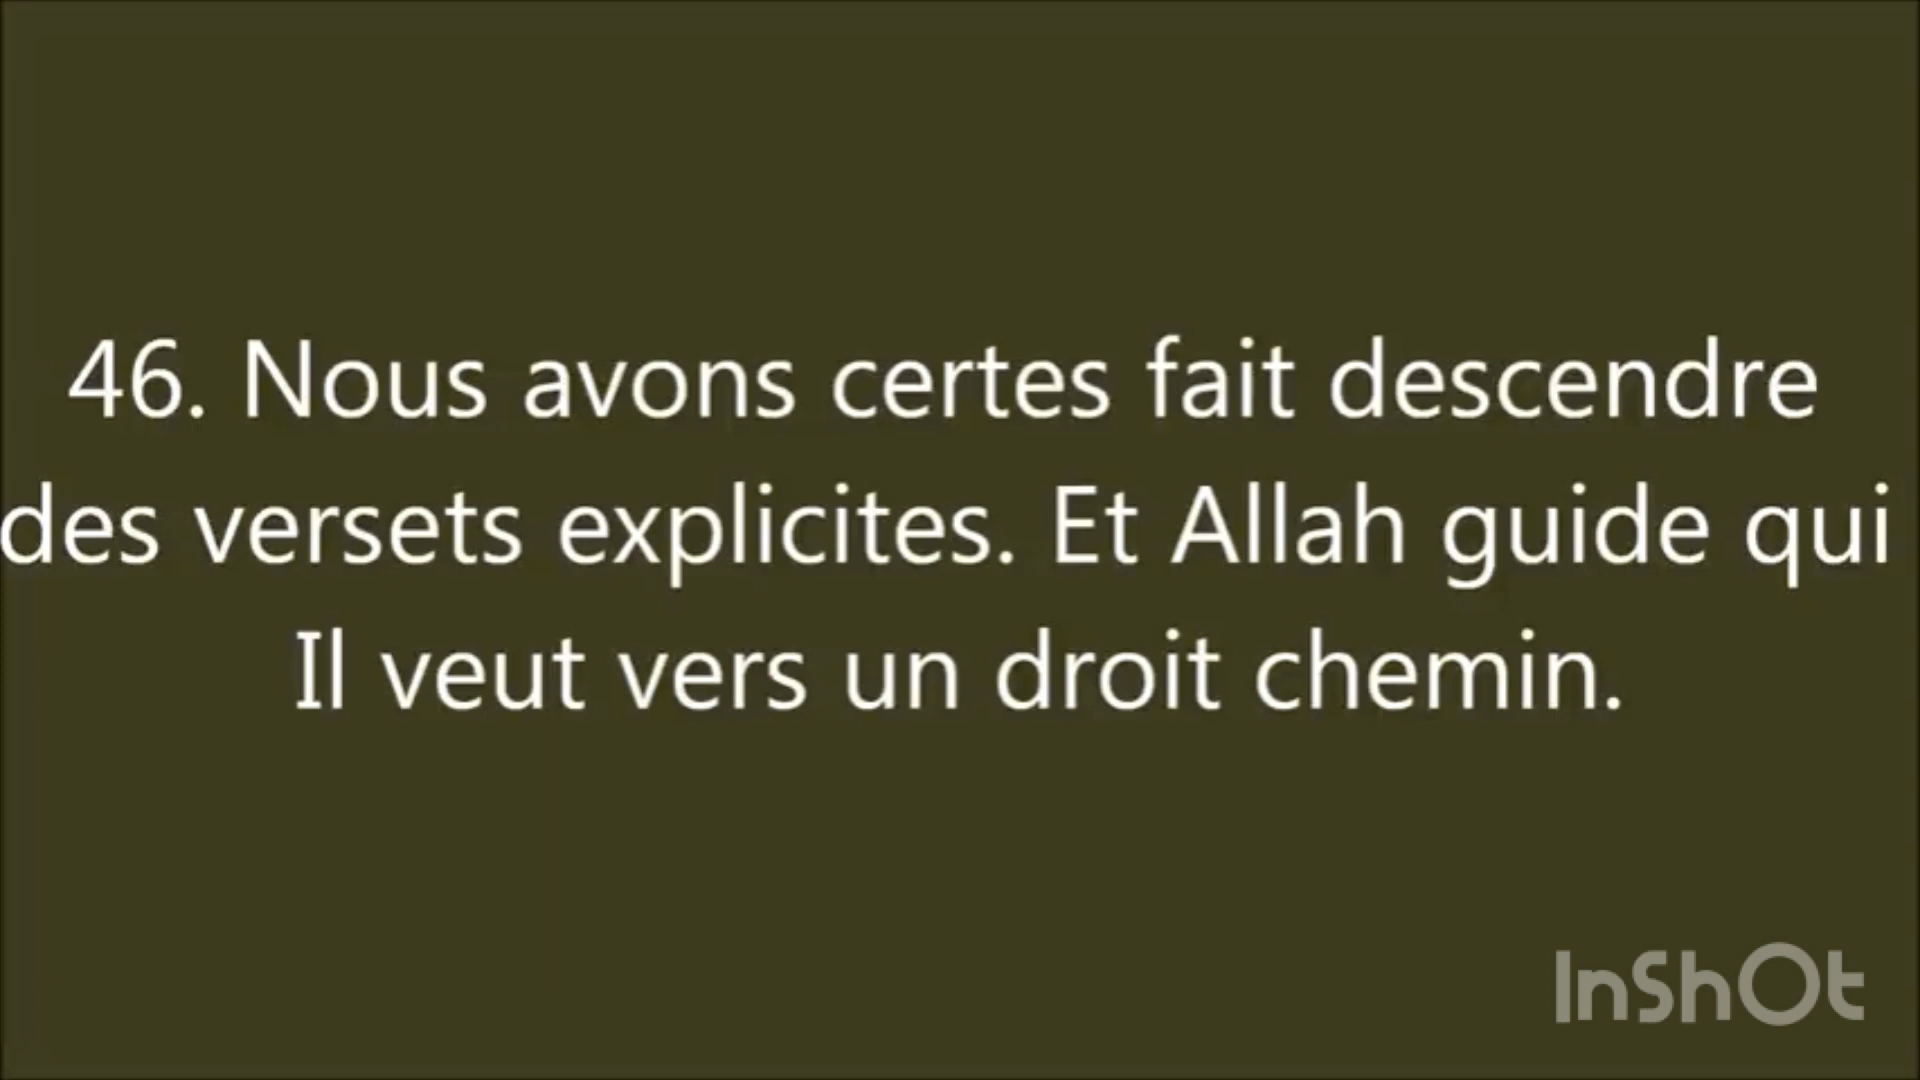 46. Nous avons certes fait descendre
des versets explicites. Et Allah guide qui
Il veut vers un droit chemin.
InShOt